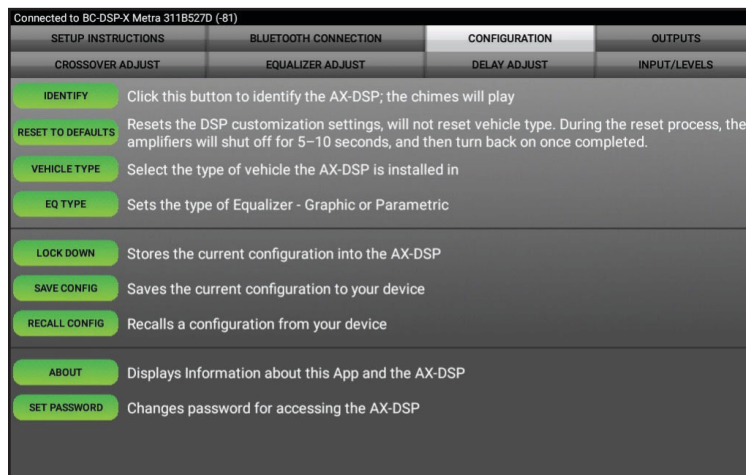 Connected to BC-DSP-X Metra 311B527D (-81)
SETUP INSTRUCTIONS BLUETOOTH CONNECTION CONFIGURATION OUTPUTS
CROSSOVER ADJUST EQUALIZER ADJUST DELAY ADJUST INPUT/LEVELS
IDENTIFY Click this button to identify the AX-DSP; the chimes will play
RESET TO DEFAULTS Resets the DSP customization settings, will not reset vehicle type. During the reset process, the
amplifiers will shut off for 5–10 seconds, and then turn back on once completed.
VEHICLE TYPE Select the type of vehicle the AX-DSP is installed in
EQ TYPE Sets the type of Equalizer - Graphic or Parametric
LOCK DOWN Stores the current configuration into the AX-DSP
SAVE CONFIG Saves the current configuration to your device
RECALL CONFIG Recalls a configuration from your device
ABOUT Displays Information about this App and the AX-DSP
SET PASSWORD Changes password for accessing the AX-DSP